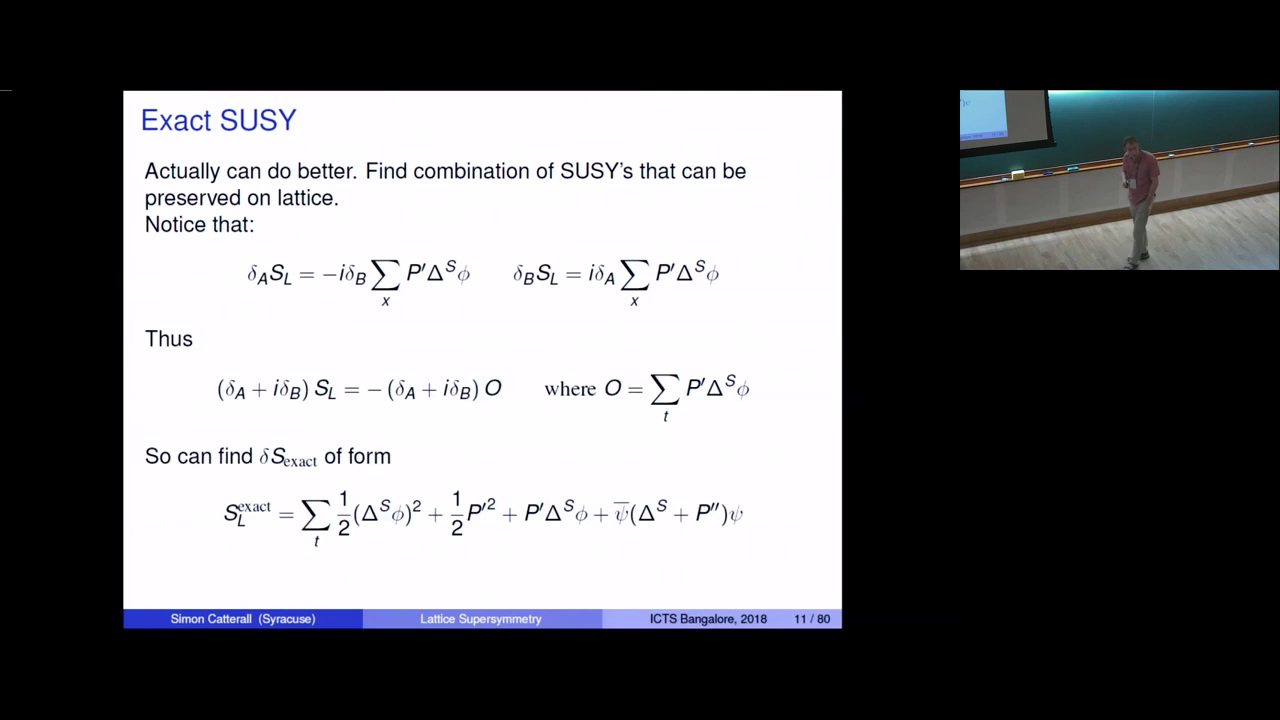 Exact SUSY
Actually can do better. Find combination of SUSY's that can be
preserved on lattice.
Notice that:
δ_A S_L = −iδ_B ∑_x P′Δ^S φ    δ_B S_L = iδ_A ∑_x P′Δ^S φ
Thus
(δ_A + iδ_B) S_L = − (δ_A + iδ_B) O    where O = ∑_t P′Δ^S φ
So can find δS_exact of form
S_L^exact = ∑_t 1/2 (Δ^S φ)^2 + 1/2 P′^2 + P′Δ^S φ + ψ̄(Δ^S + P″)ψ
Simon Catterall (Syracuse)    Lattice Supersymmetry    ICTS Bangalore, 2018    11 / 80